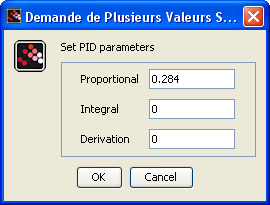 Demande de Plusieurs Valeurs S...
Set PID parameters
Proportional 0.284
Integral 0
Derivation 0
OK Cancel